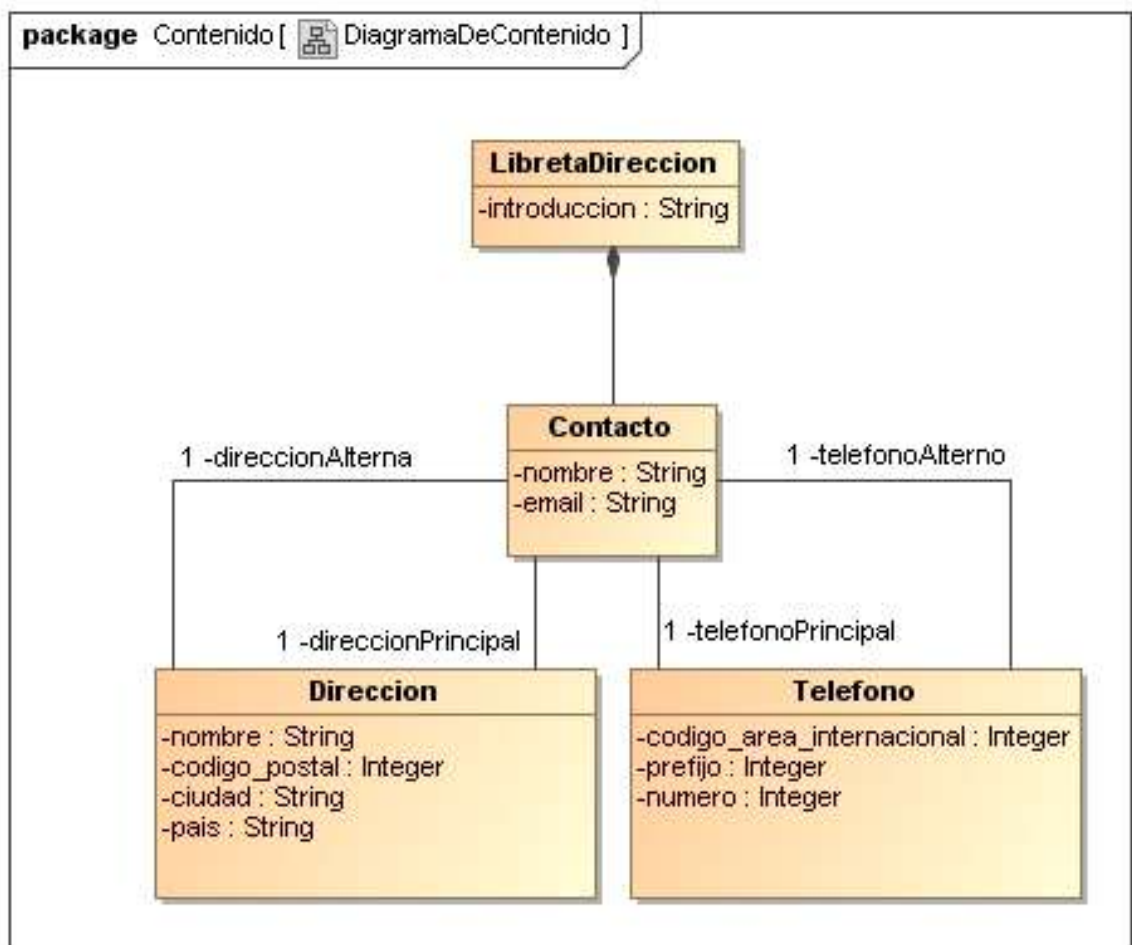 package Contenido[ DiagramaDeContenido ]
LibretaDireccion
-introduccion : String
Contacto
-nombre : String
-email : String
1 -direccionAlterna
1 -telefonoAlterno
1 -direccionPrincipal
1 -telefonoPrincipal
Direccion
-nombre : String
-codigo_postal : Integer
-ciudad : String
-pais : String
Telefono
-codigo_area_internacional : Integer
-prefijo : Integer
-numero : Integer